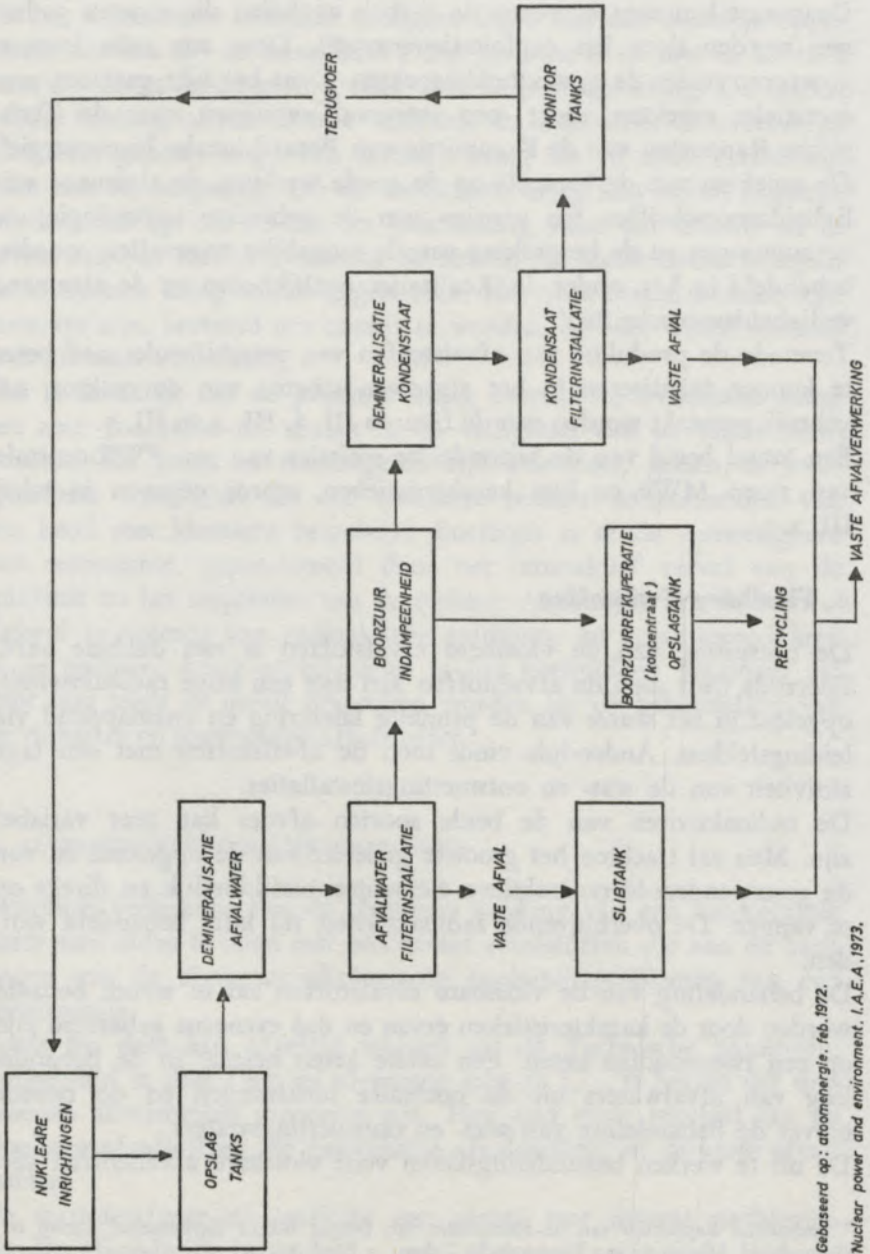 NUKLEARE
INRICHTINGEN
OPSLAG
TANKS
DEMINERALISATIE
AFVALWATER
AFVALWATER
FILTERINSTALLATIE
VASTE AFVAL
SLIBTANK
BOORZUUR
INDAMPEENHEID
BOORZUURREKUPERATIE
(koncentraat)
OPSLAGTANK
RECYCLING
DEMINERALISATIE
KONDENSTAAT
KONDENSAAT
FILTERINSTALLATIE
VASTE AFVAL
MONITOR
TANKS
TERUGVOER
VASTE AFVALVERWERKING
Gebaseerd op: atoomenergie, feb. 1972.
Nuclear power and environment, I.A.E.A., 1973.